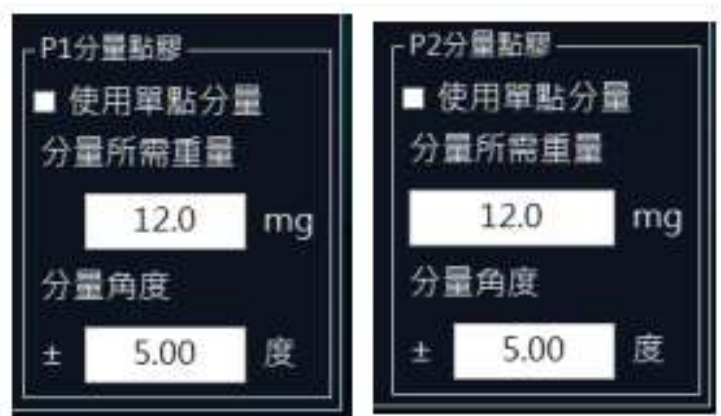 P1分量點膠
使用單點分量
分量所需重量
12.0 mg
分量角度
± 5.00 度
P2分量點膠
使用單點分量
分量所需重量
12.0 mg
分量角度
± 5.00 度